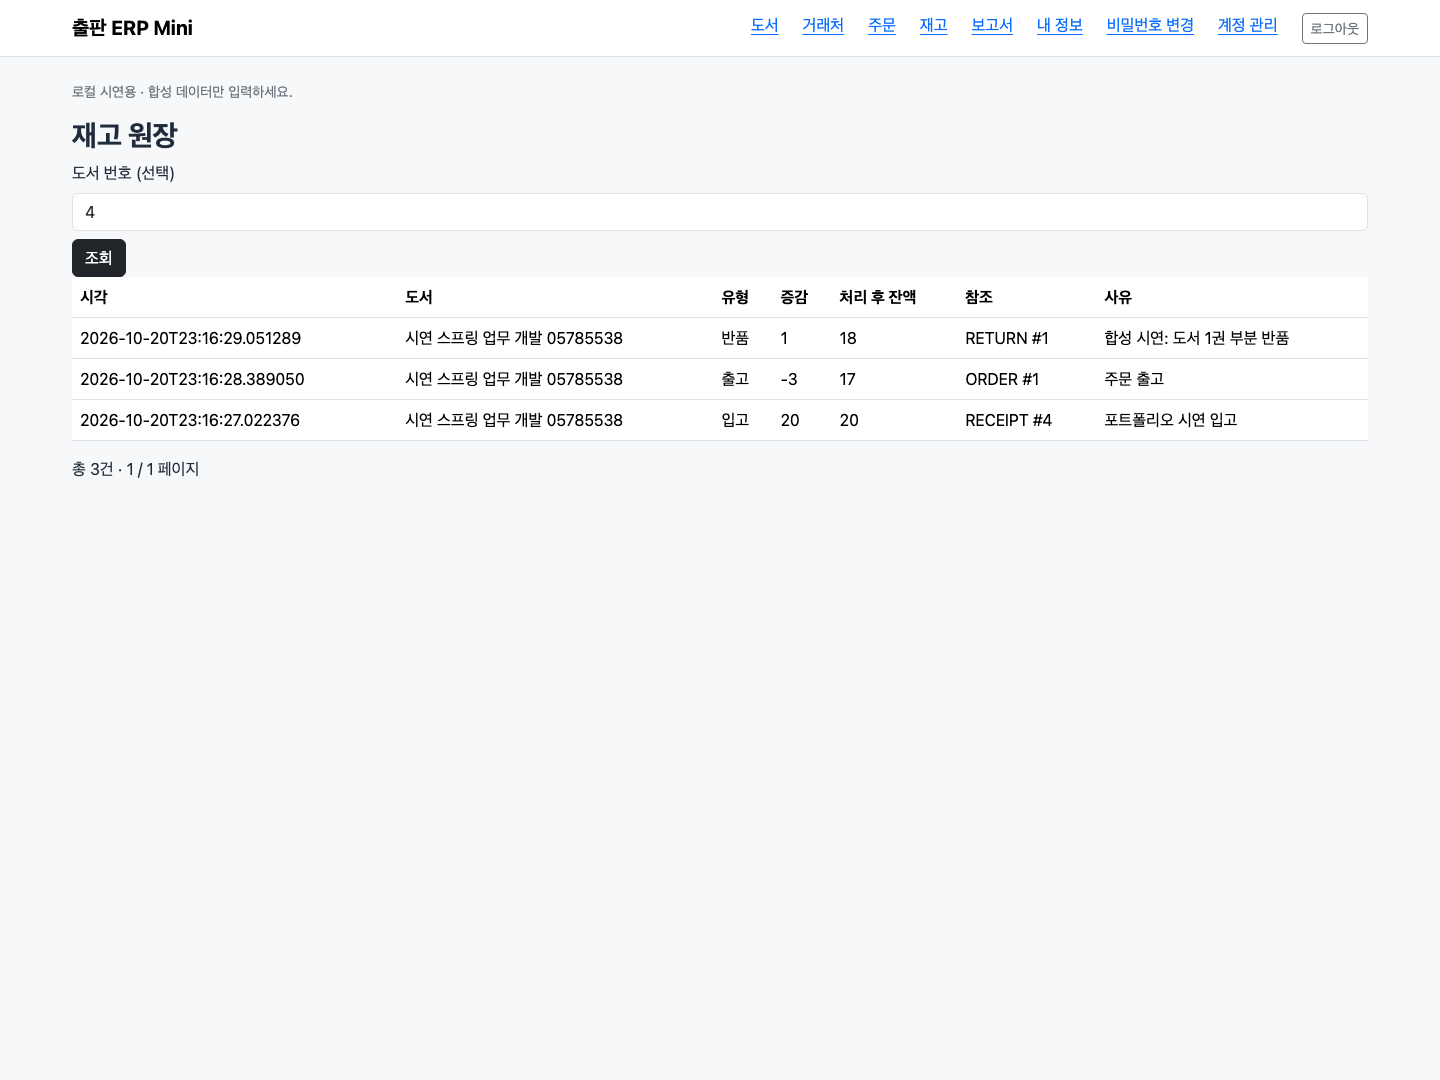 출판 ERP Mini 도서 거래처 주문 재고 보고서 내 정보 비밀번호 변경 계정 관리 로그아웃
로컬 시연용 · 합성 데이터만 입력하세요.
재고 원장
도서 번호 (선택)
4
조회
시각 도서 유형 증감 처리 후 잔액 참조 사유
2026-10-20T23:16:29.051289 시연 스프링 업무 개발 05785538 반품 1 18 RETURN #1 합성 시연: 도서 1권 부분 반품
2026-10-20T23:16:28.389050 시연 스프링 업무 개발 05785538 출고 -3 17 ORDER #1 주문 출고
2026-10-20T23:16:27.022376 시연 스프링 업무 개발 05785538 입고 20 20 RECEIPT #4 포트폴리오 시연 입고
총 3건 · 1 / 1 페이지